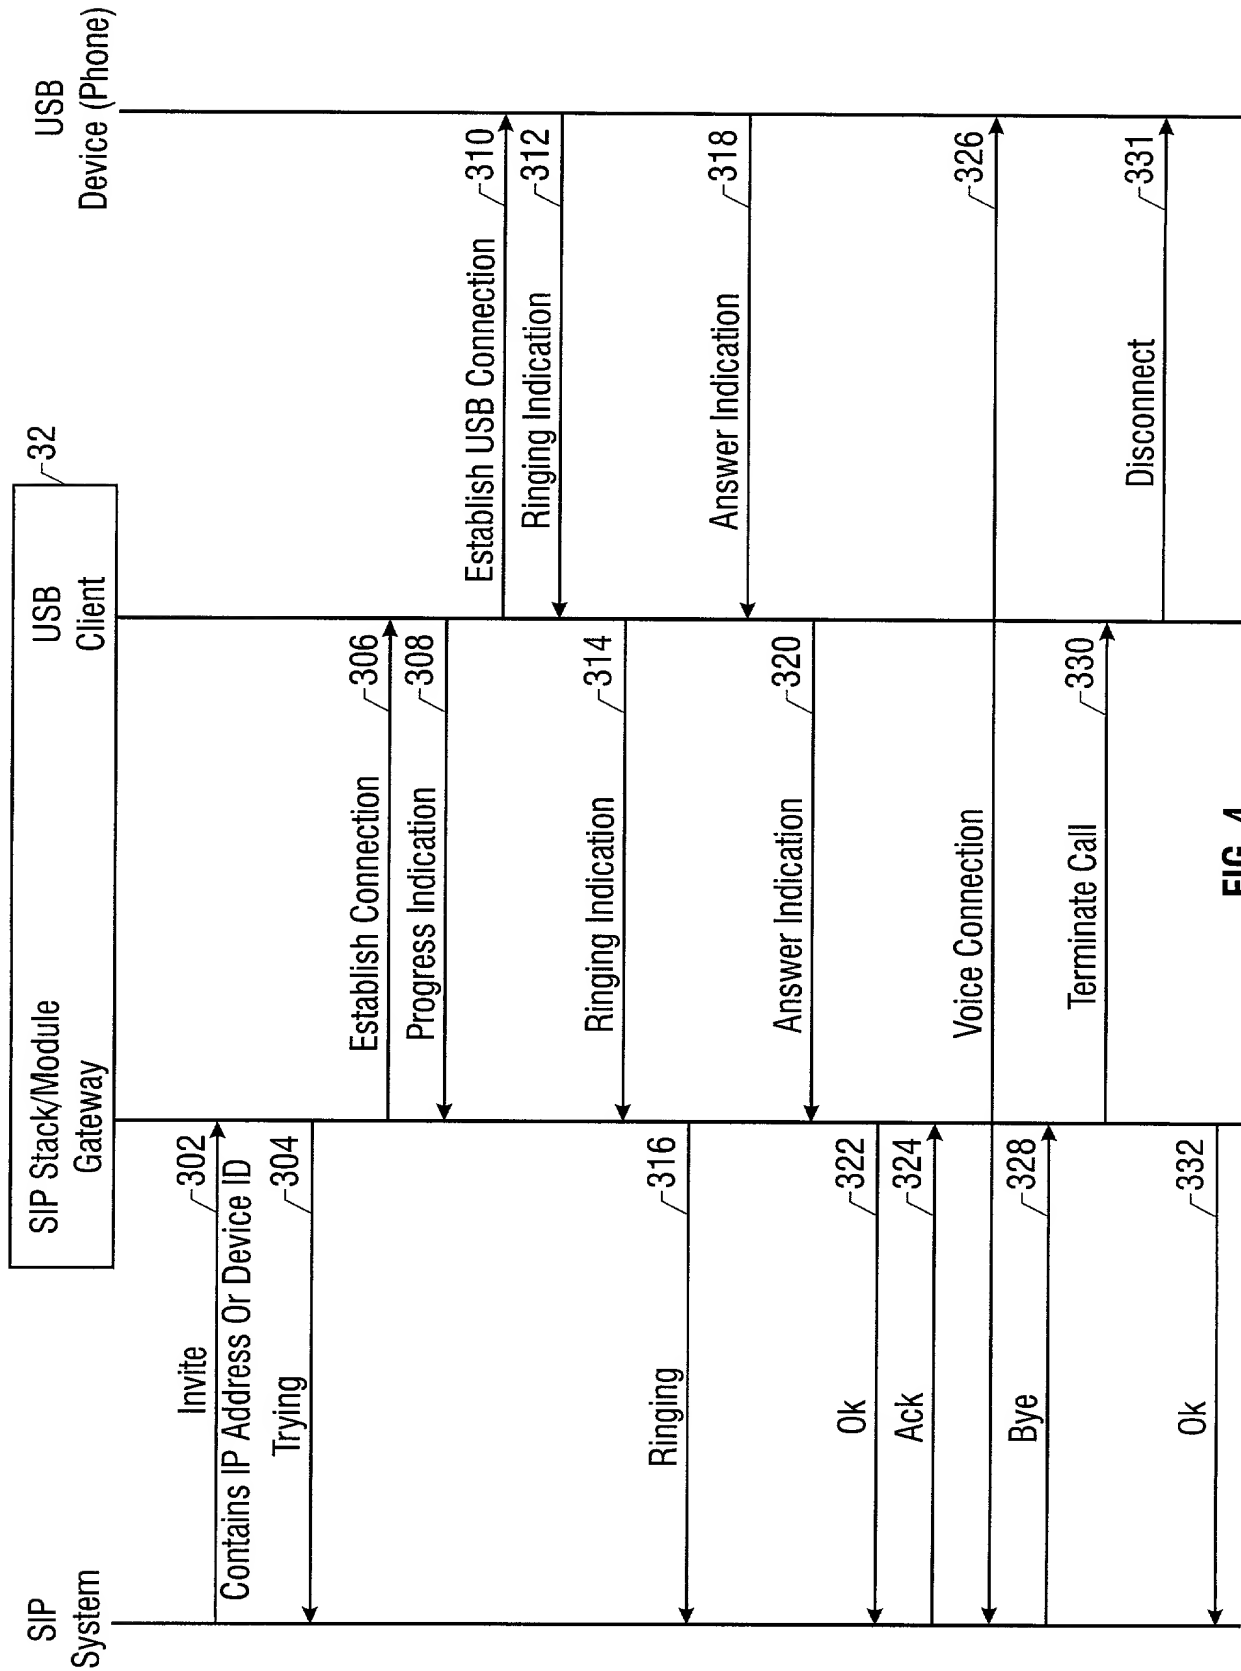 SIP
System
SIP Stack/Module
Gateway
USB
Client
32
USB
Device (Phone)
Invite
302
Contains IP Address Or Device ID
Trying
304
Establish Connection
306
Progress Indication
308
Establish USB Connection
310
Ringing Indication
312
Ringing Indication
314
Ringing
316
Answer Indication
318
Answer Indication
320
Ok
322
Ack
324
Voice Connection
326
Bye
328
Terminate Call
330
Disconnect
331
Ok
332
FIG. 4